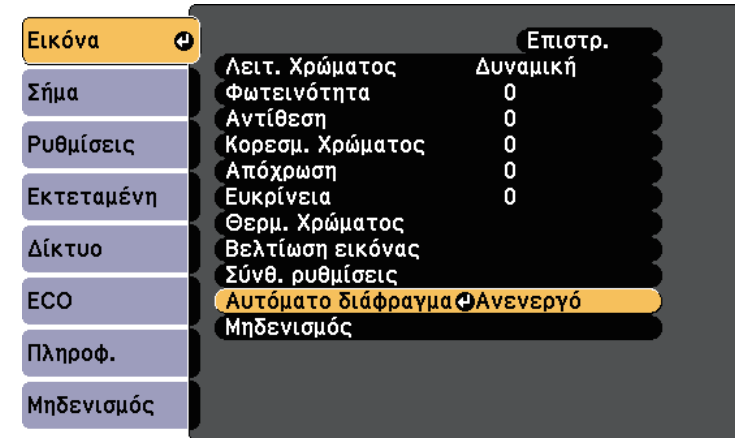 Εικόνα
Σήμα
Ρυθμίσεις
Εκτεταμένη
Δίκτυο
ECO
Πληροφ.
Μηδενισμός
Επιστρ.
Λειτ. Χρώματος Δυναμική
Φωτεινότητα 0
Αντίθεση 0
Κορεσμ. Χρώματος 0
Απόχρωση 0
Ευκρίνεια 0
Θερμ. Χρώματος
Βελτίωση εικόνας
Σύνθ. ρυθμίσεις
Αυτόματο διάφραγμα Ανενεργό
Μηδενισμός